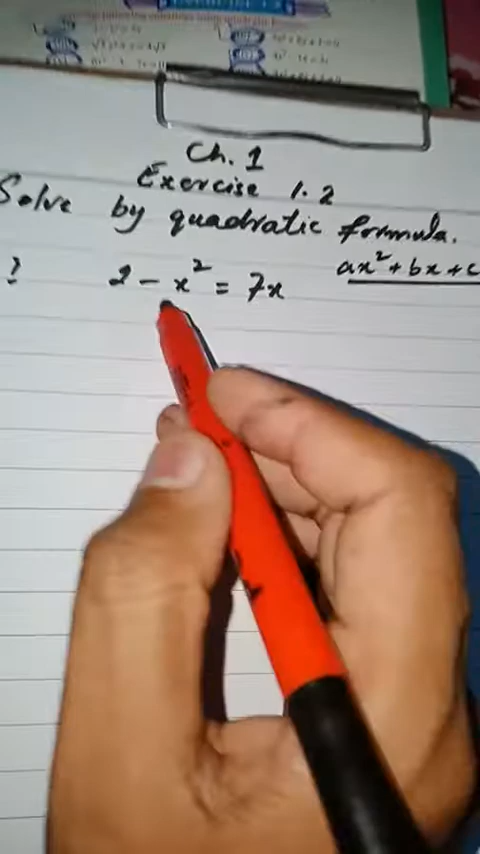 Ch. 1
Exercise 1.2
Solve by quadratic formula.
? 2 - x² = 7x ax² + bx + c